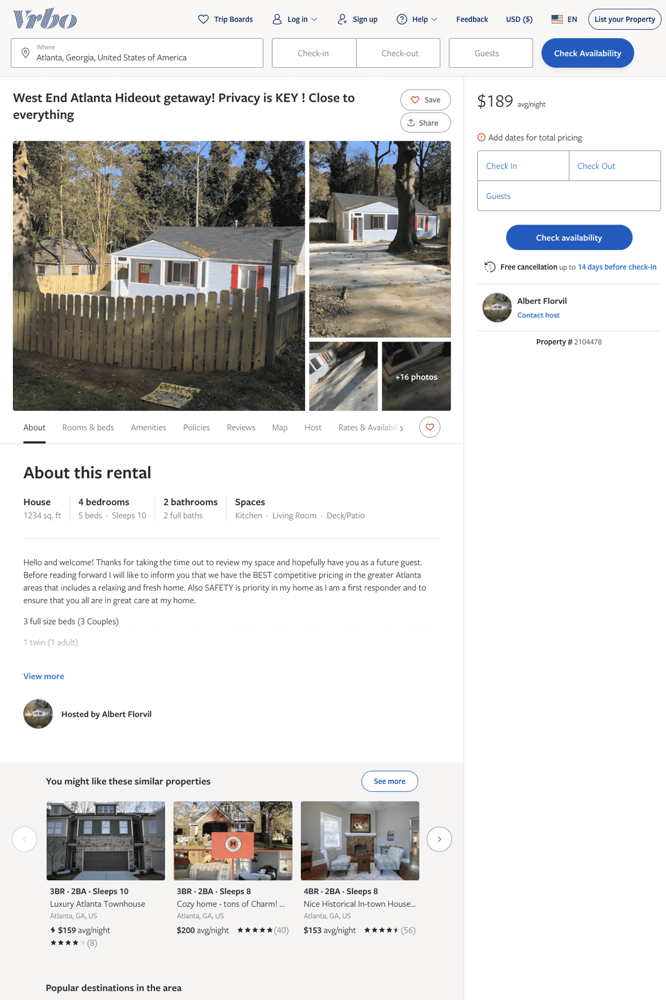 Vrbo
Trip Boards
Log in
Sign up
Help
Feedback
USD ($)
EN
List your Property
Where
Atlanta, Georgia, United States of America
Check-in
Check-out
Guests
Check Availability
West End Atlanta Hideout getaway! Privacy is KEY ! Close to
everything
Save
Share
+16 photos
$189 avg/night
Add dates for total pricing
Check In
Check Out
Guests
Check availability
Free cancellation up to 14 days before check-in
Albert Florvil
Contact host
Property # 2104478
About
Rooms & beds
Amenities
Policies
Reviews
Map
Host
Rates & Availabili
About this rental
House
1234 sq. ft
4 bedrooms
5 beds · Sleeps 10
2 bathrooms
2 full baths
Spaces
Kitchen · Living Room · Deck/Patio
Hello and welcome! Thanks for taking the time out to review my space and hopefully have you as a future guest.
Before reading forward I will like to inform you that we have the BEST competitive pricing in the greater Atlanta
areas that includes a relaxing and fresh home. Also SAFETY is priority in my home as I am a first responder and to
ensure that you all are in great care at my home.
3 full size beds (3 Couples)
1 twin (1 adult)
View more
Hosted by Albert Florvil
You might like these similar properties
See more
3BR · 2BA · Sleeps 10
Luxury Atlanta Townhouse
Atlanta, GA, US
$159 avg/night
(8)
3BR · 2BA · Sleeps 8
Cozy home - tons of Charm! ...
Atlanta, GA, US
$200 avg/night
(40)
4BR · 2BA · Sleeps 8
Nice Historical In-town House...
Atlanta, GA, US
$153 avg/night
(56)
Popular destinations in the area